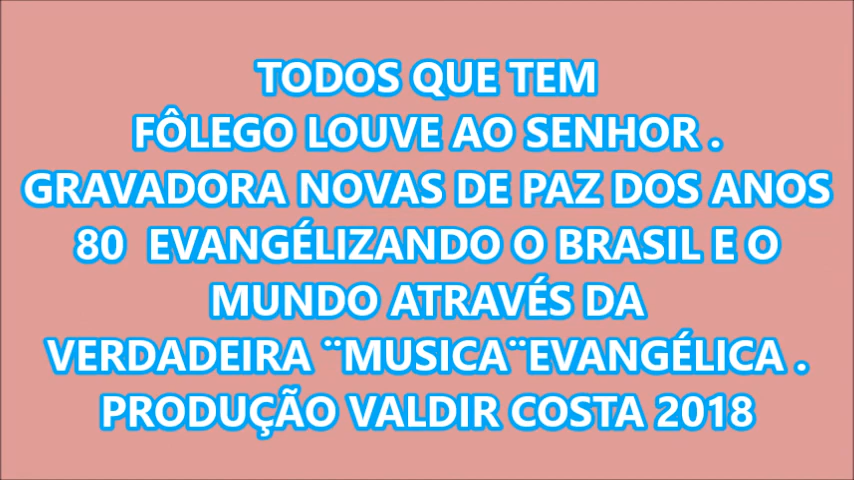 TODOS QUE TEM
FÔLEGO LOUVE AO SENHOR .
GRAVADORA NOVAS DE PAZ DOS ANOS
80  EVANGÉLIZANDO O BRASIL E O
MUNDO ATRAVÉS DA
VERDADEIRA ¨MUSICA¨EVANGÉLICA .
PRODUÇÃO VALDIR COSTA 2018